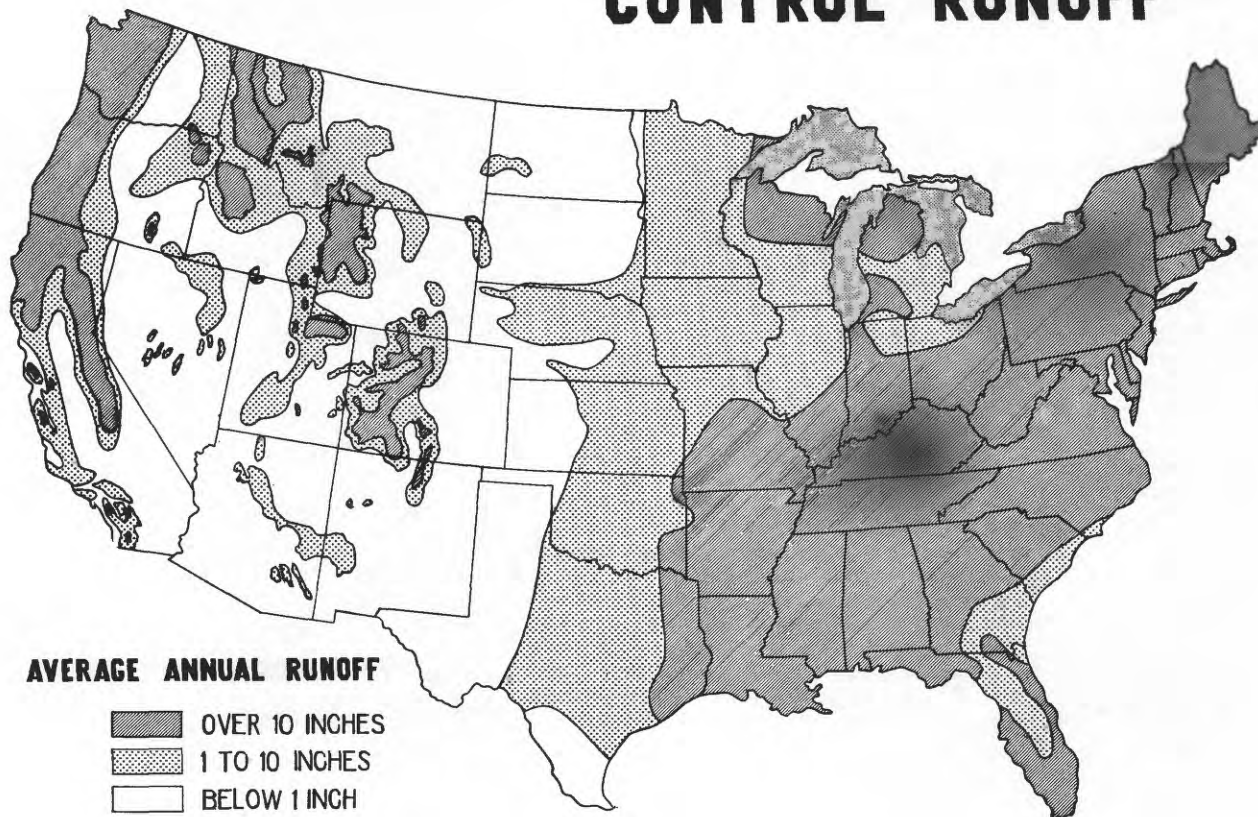 CONTROL RUNOFF
AVERAGE ANNUAL RUNOFF
OVER 10 INCHES
1 TO 10 INCHES
BELOW 1 INCH